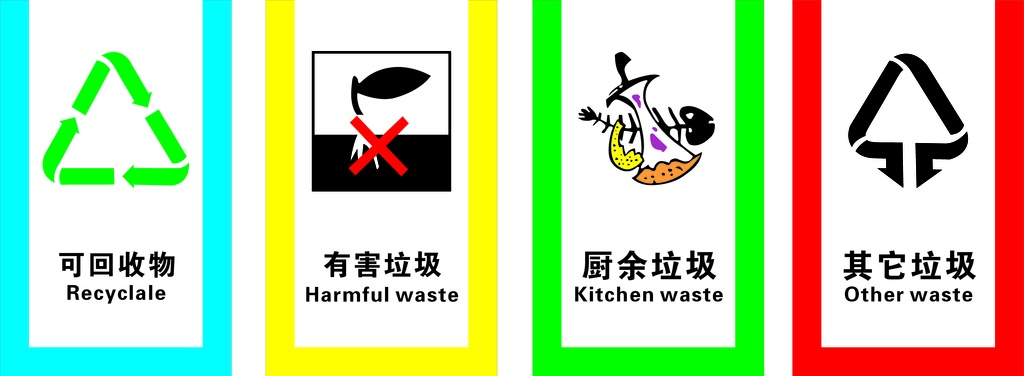 可回收物
Recyclale
有害垃圾
Harmful waste
厨余垃圾
Kitchen waste
其它垃圾
Other waste